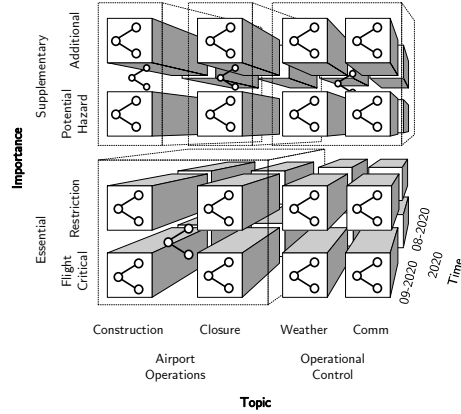 Importance
Supplementary
Essential
Additional
Potential
Hazard
Restriction
Flight
Critical
08-2020
09-2020
2020
Time
Construction
Closure
Weather
Comm
Airport
Operations
Operational
Control
Topic